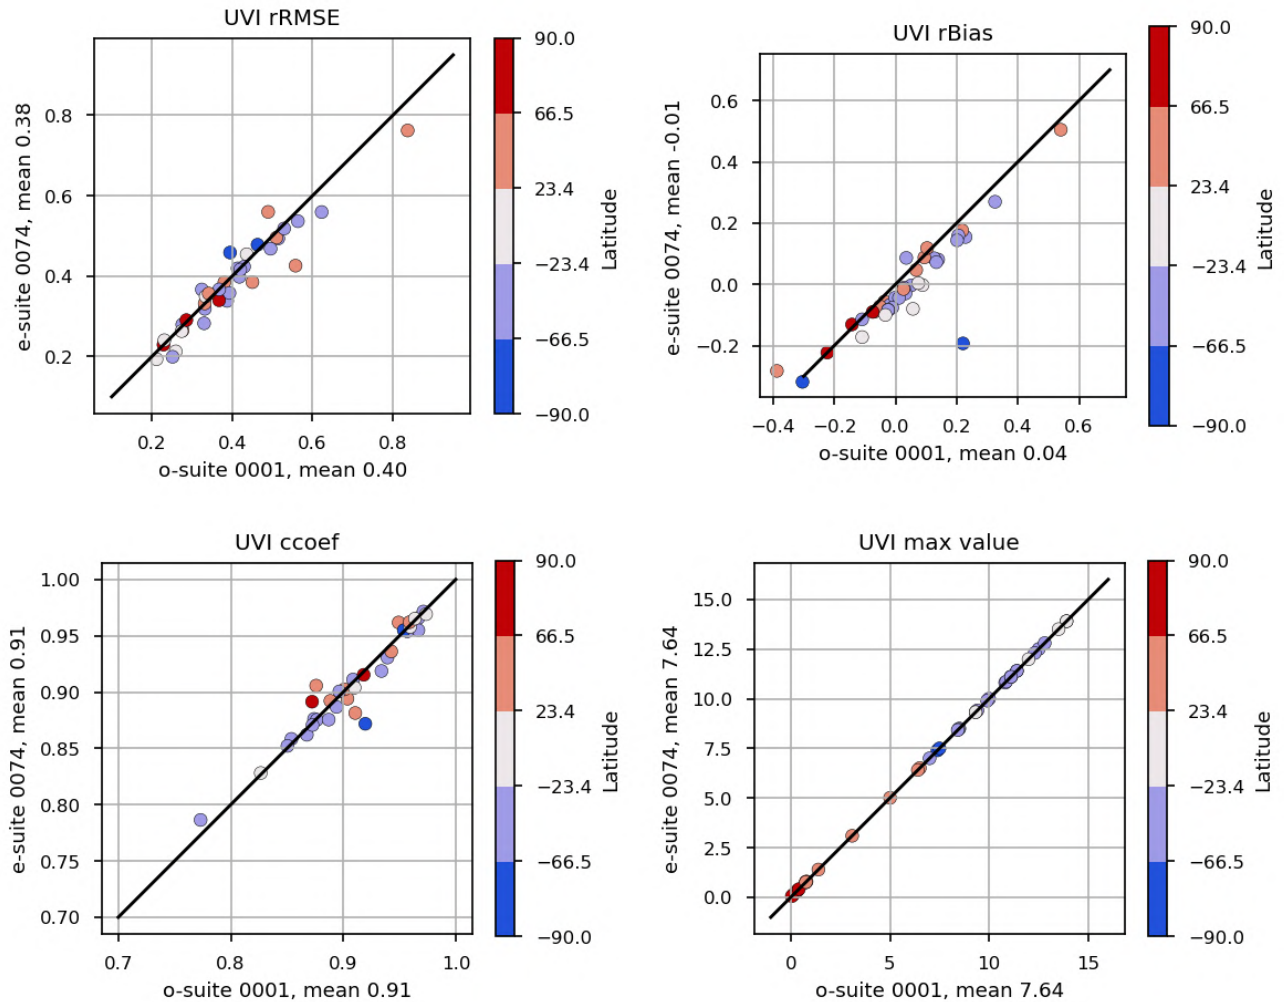 UVI rRMSE
e-suite 0074, mean 0.38
0.8
0.6
0.4
0.2
0.2 0.4 0.6 0.8
o-suite 0001, mean 0.40
90.0
66.5
23.4
−23.4
−66.5
−90.0
Latitude
UVI rBias
e-suite 0074, mean -0.01
0.6
0.4
0.2
0.0
−0.2
−0.4 −0.2 0.0 0.2 0.4 0.6
o-suite 0001, mean 0.04
90.0
66.5
23.4
−23.4
−66.5
−90.0
Latitude
UVI ccoef
e-suite 0074, mean 0.91
1.00
0.95
0.90
0.85
0.80
0.75
0.70
0.7 0.8 0.9 1.0
o-suite 0001, mean 0.91
90.0
66.5
23.4
−23.4
−66.5
−90.0
Latitude
UVI max value
e-suite 0074, mean 7.64
15.0
12.5
10.0
7.5
5.0
2.5
0.0
0 5 10 15
o-suite 0001, mean 7.64
90.0
66.5
23.4
−23.4
−66.5
−90.0
Latitude